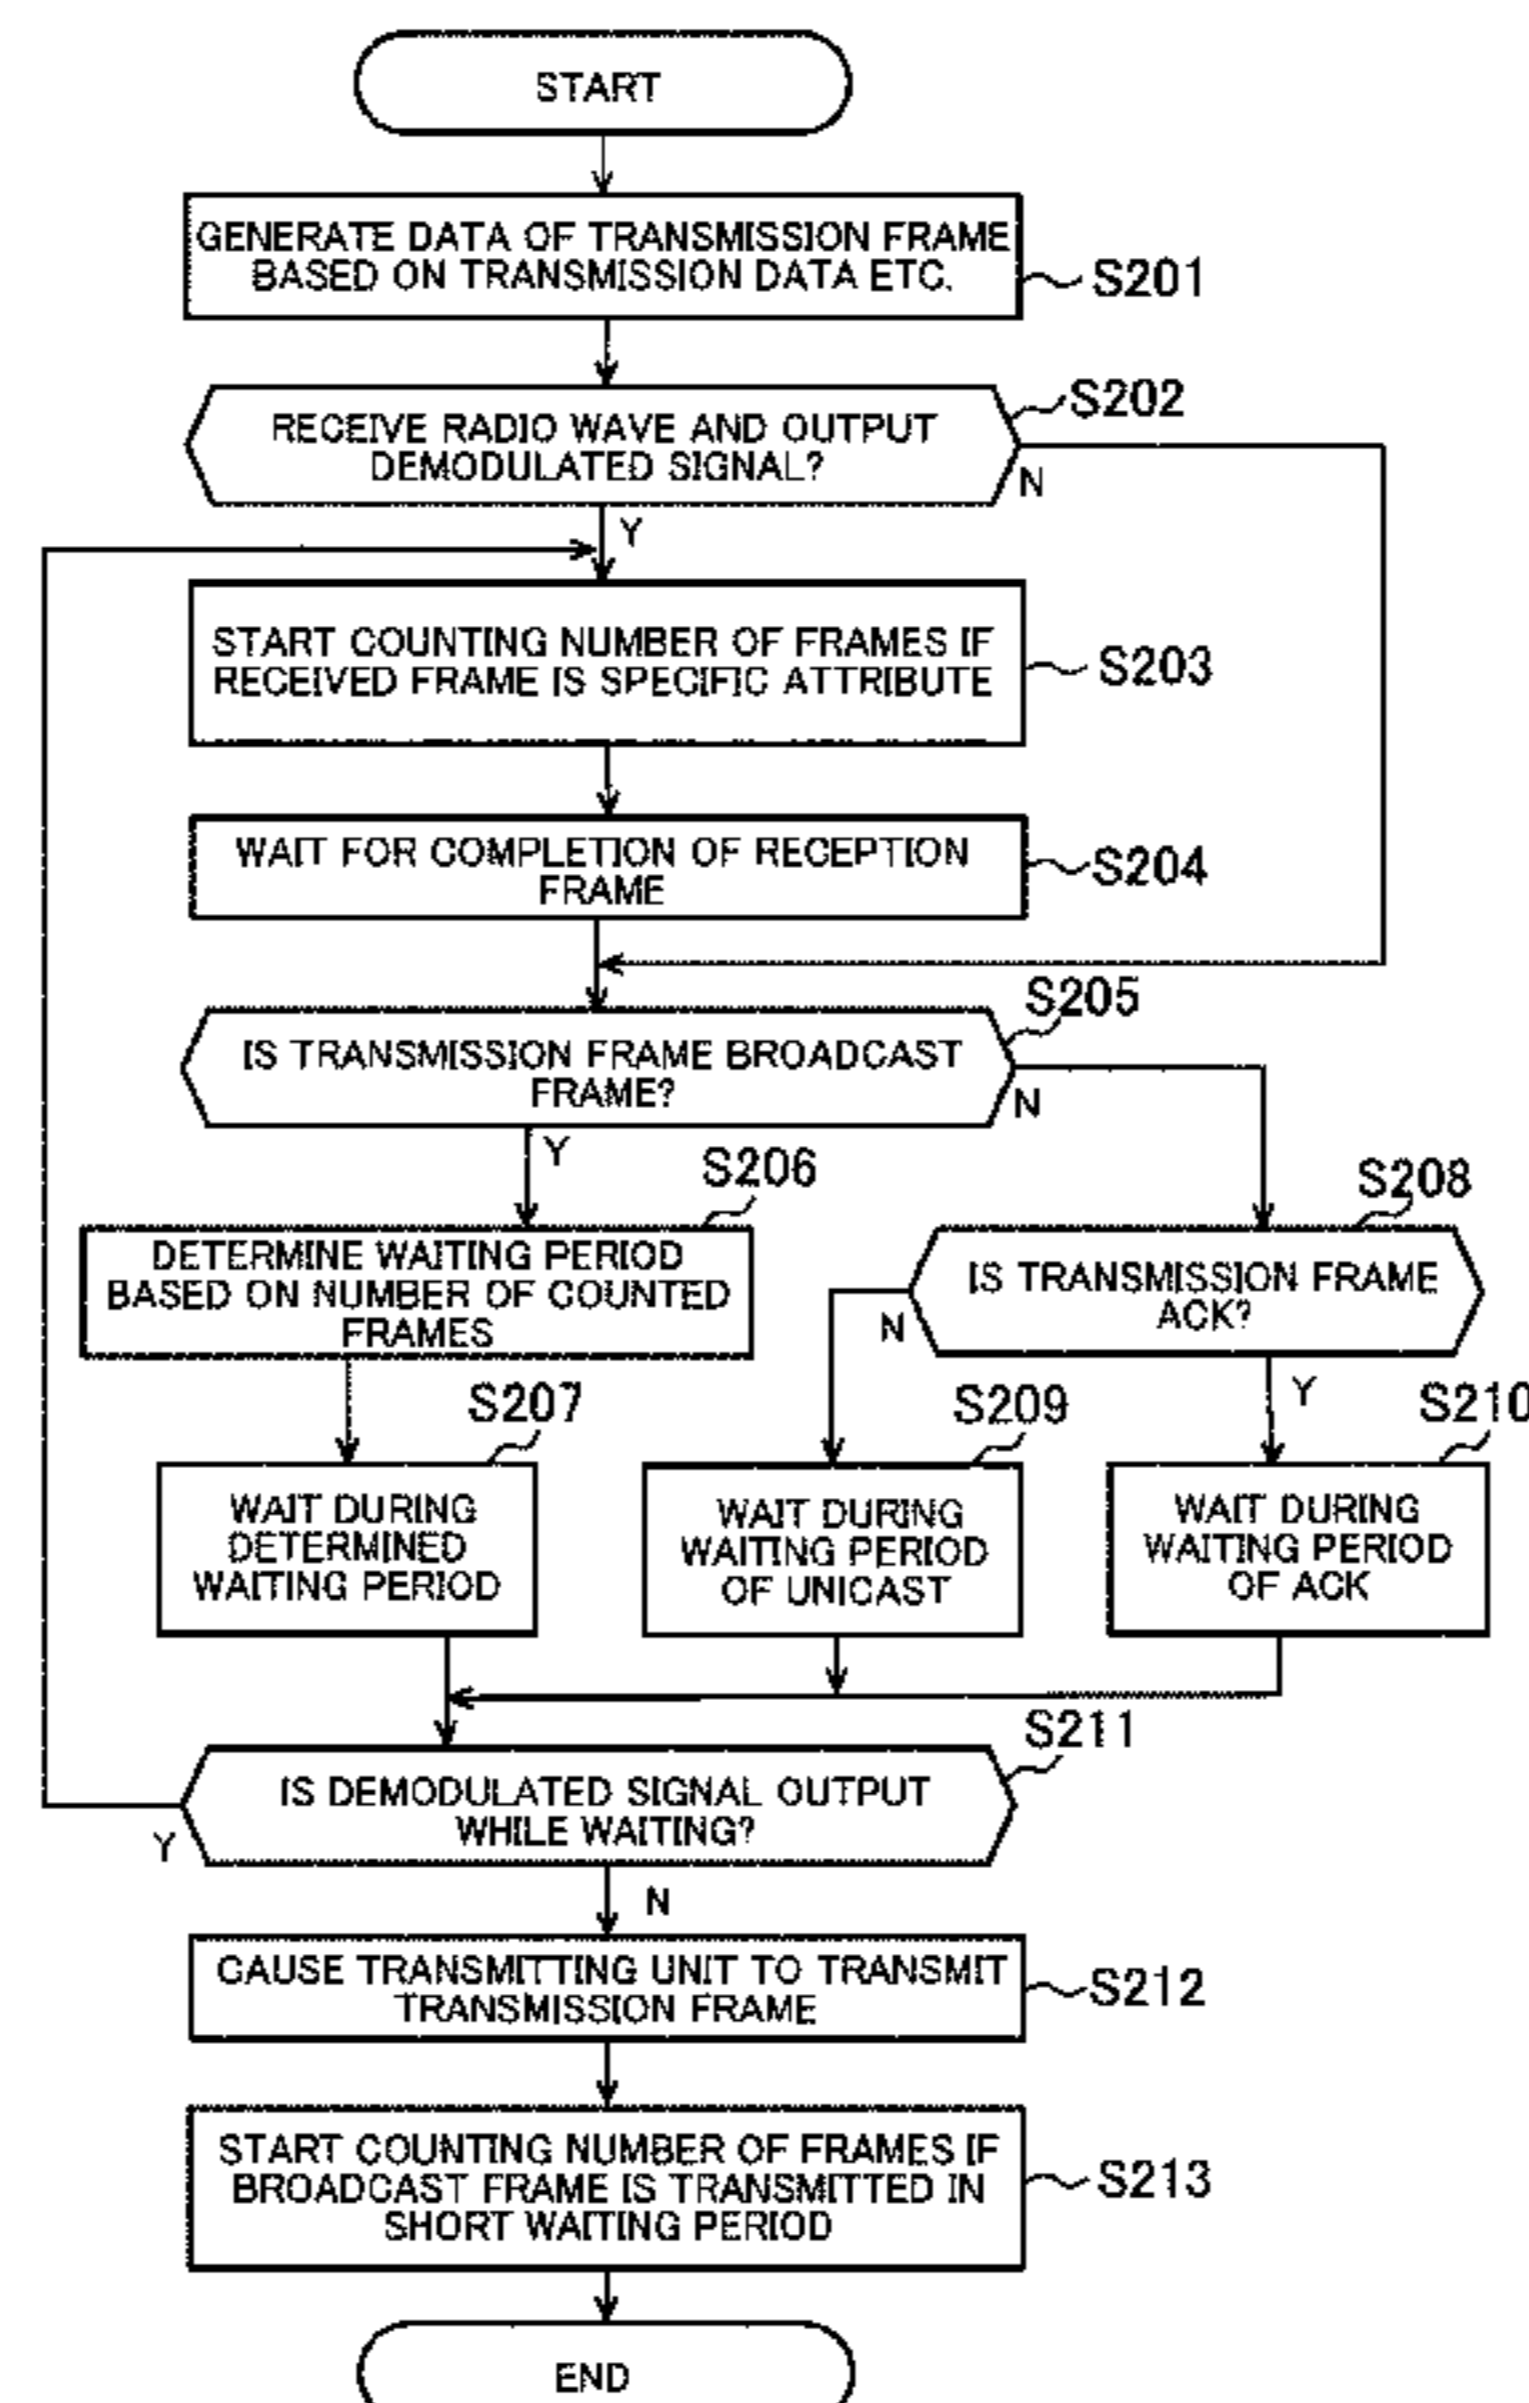 START
GENERATE DATA OF TRANSMISSION FRAME
BASED ON TRANSMISSION DATA ETC.
S201
S202
RECEIVE RADIO WAVE AND OUTPUT
DEMODULATED SIGNAL?
N
Y
START COUNTING NUMBER OF FRAMES IF
RECEIVED FRAME IS SPECIFIC ATTRIBUTE
S203
WAIT FOR COMPLETION OF RECEPTION
FRAME
S204
S205
IS TRANSMISSION FRAME BROADCAST
FRAME?
N
Y
S206
S208
DETERMINE WAITING PERIOD
BASED ON NUMBER OF COUNTED
FRAMES
IS TRANSMISSION FRAME
ACK?
N
Y
S207
S209
S210
WAIT DURING
DETERMINED
WAITING PERIOD
WAIT DURING
WAITING PERIOD
OF UNICAST
WAIT DURING
WAITING PERIOD
OF ACK
S211
IS DEMODULATED SIGNAL OUTPUT
WHILE WAITING?
Y
N
CAUSE TRANSMITTING UNIT TO TRANSMIT
TRANSMISSION FRAME
S212
START COUNTING NUMBER OF FRAMES IF
BROADCAST FRAME IS TRANSMITTED IN
SHORT WAITING PERIOD
S213
END